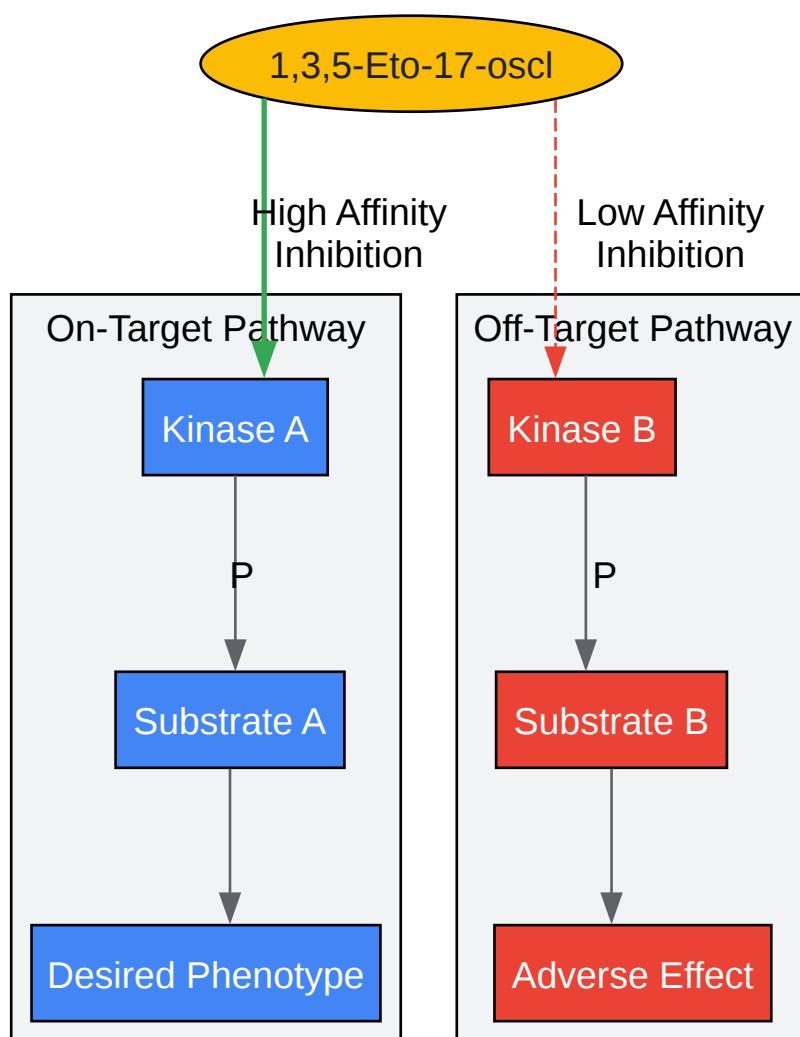 1,3,5-Eto-17-oscl
High Affinity
Inhibition
Low Affinity
Inhibition
On-Target Pathway
Kinase A
P
Substrate A
Desired Phenotype
Off-Target Pathway
Kinase B
P
Substrate B
Adverse Effect